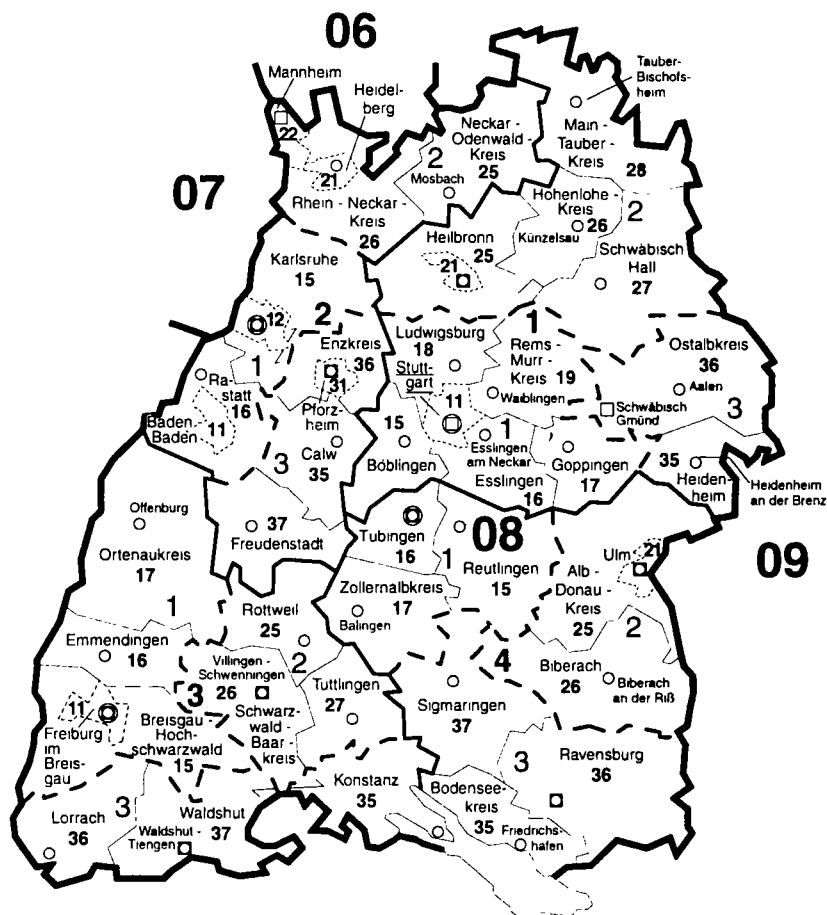 06
Mannheim
Heidel-
berg
22
21
Rhein - Neckar -
Kreis
26
07
Neckar -
Odenwald
Kreis
25
2
Mosbach
Tauber-
Bischofs-
heim
Main -
Tauber -
Kreis
28
Hohenlohe -
Kreis
26
Künzelsau
2
Heilbronn
25
21
Schwäbisch
Hall
27
Karlsruhe
15
12
2
Enzkreis
36
31
Pforz-
heim
1
Ra-
statt
16
Baden-
Baden
11
Calw
35
3
37
Freudenstadt
Ludwigsburg
18
Stutt-
gart
11
1
Rems -
Murr -
Kreis
19
Waiblingen
Ostalbkreis
36
Aalen
Schwäbisch
Gmünd
3
15
Böblingen
1
Esslingen
am Neckar
Esslingen
16
Göppingen
17
35
Heiden-
heim
Heidenheim
an der Brenz
Offenburg
Ortenaukreis
17
1
Tubingen
16
08
1
Reutlingen
15
Ulm
21
09
Alb -
Donau -
Kreis
25
2
Zollernalbkreis
17
Balingen
Rottweil
25
Emmendingen
16
2
Villingen -
Schwenningen
26
3
Schwarz-
wald -
Baar -
kreis
Tuttlingen
27
4
Biberach
26
Biberach
an der Riß
Sigmaringen
37
11
Freiburg
im
Breis-
gau
Breisgau -
Hoch-
schwarzwald
15
3
Ravensburg
36
Konstanz
35
Bodensee-
kreis
35
Friedrichs-
hafen
3
Lorrach
36
Waldshut
37
Waldshut -
Tiengen